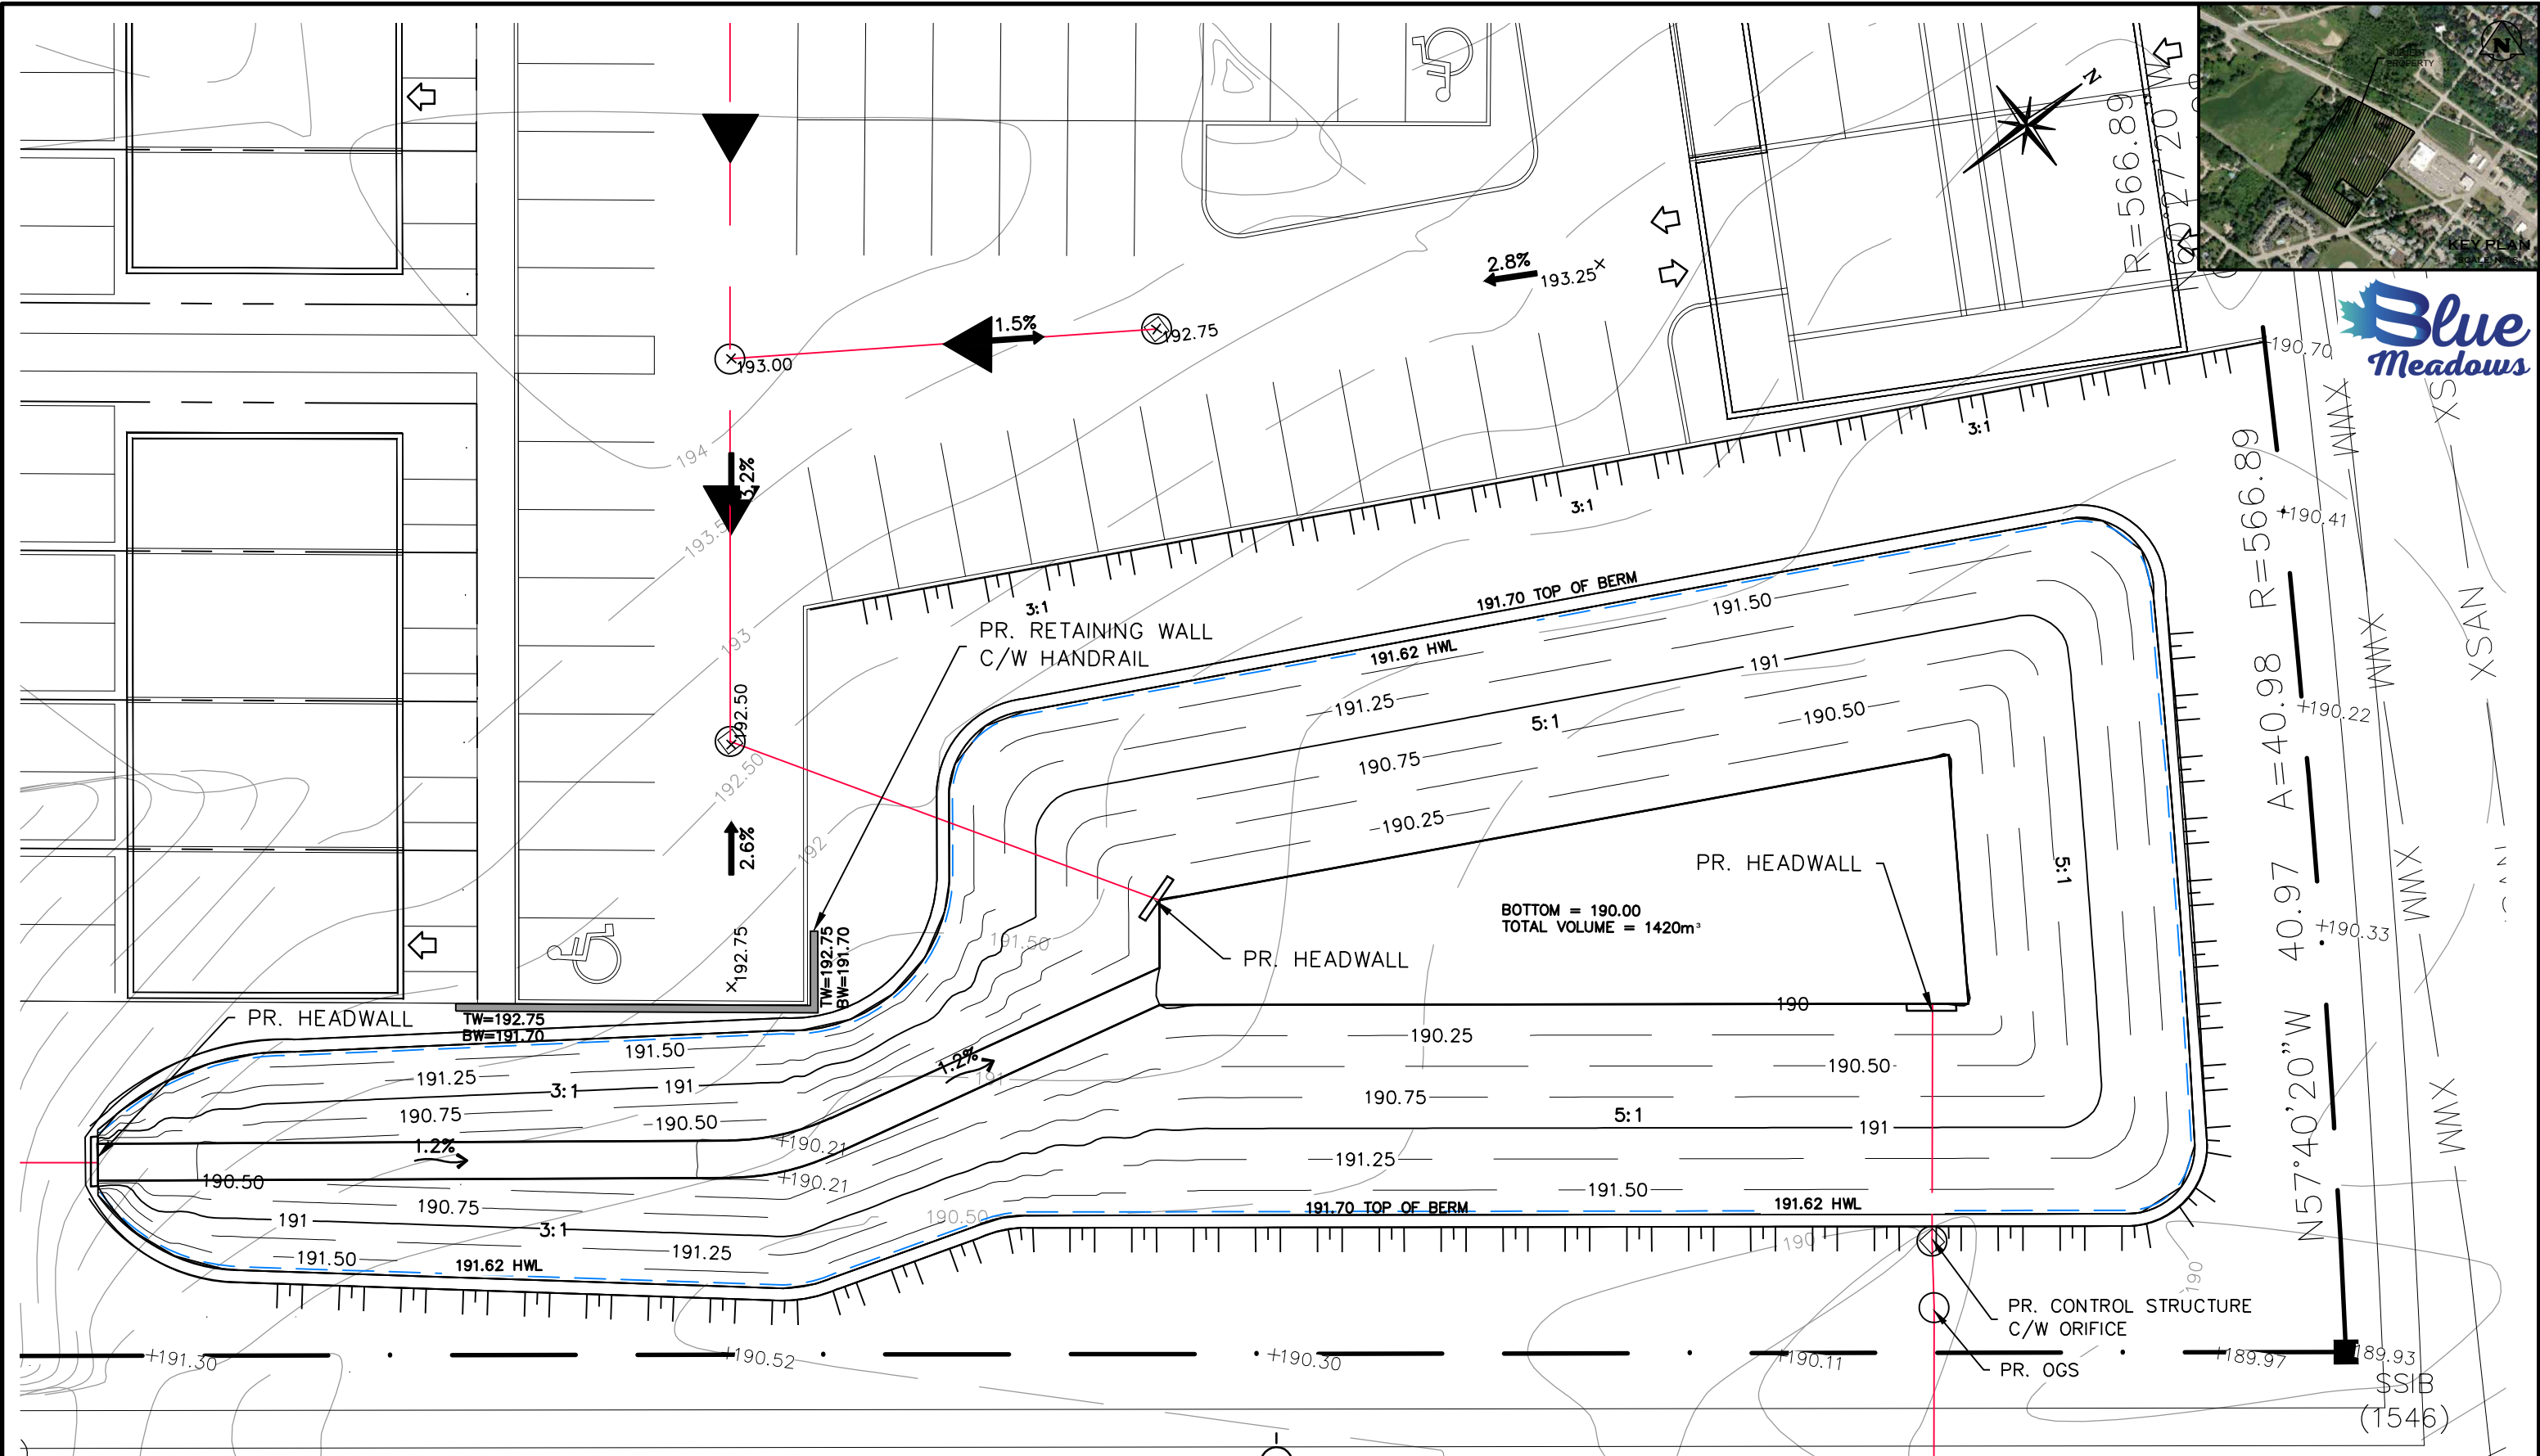 N
PROPERTY
KEY PLAN
Blue
Meadows
N
R=566.89
2.8%
193.25
1.5%
192.75
193.00
190.70
XS
WMX
194
3:1
3.2%
193.5
3:1
+190.41
R=566.89
3:1
191.70 TOP OF BERM
191.50
193
PR. RETAINING WALL
C/W HANDRAIL
191.62 HWL
191
WMX
XSAN
A=40.98
191.25
5:1
190.50
+190.22
192.50
192.50
190.75
190.25
2.6%
192
PR. HEADWALL
5:1
WMX
BOTTOM = 190.00
TOTAL VOLUME = 1420m³
191.50
192.75
TW=192.75
BW=191.70
PR. HEADWALL
40.97
+190.33
PR. HEADWALL
TW=192.75
BW=191.70
190
190.25
191.50
191.25
3:1
191
1.2%
191
190.50
190.75
190.50
190.75
5:1
191
WMX
1.2%
+190.21
+190.21
190.50
191.25
N57°40'20"W
190.75
191
3:1
190.50
191.50
191.70 TOP OF BERM
191.62 HWL
191.25
191.50
191.62 HWL
190
190
PR. CONTROL STRUCTURE
C/W ORIFICE
PR. OGS
+191.30
+190.52
+190.30
+190.11
+189.97
189.93
SSIB
(1546)